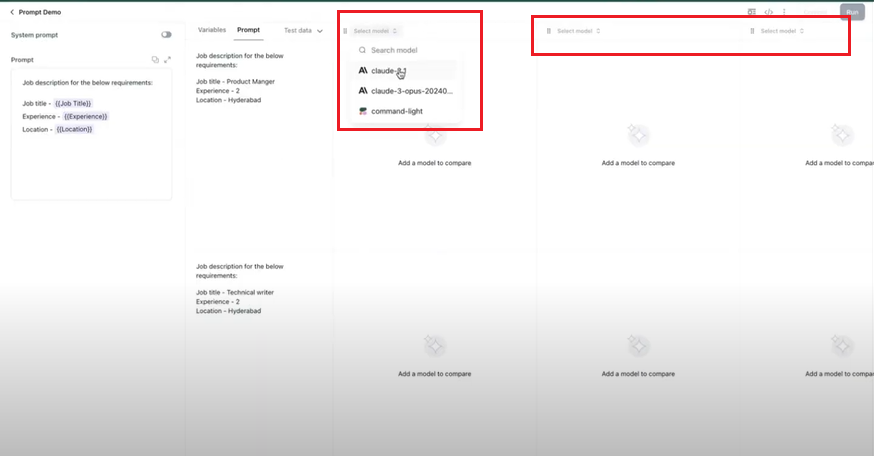 Prompt Demo
Run
System prompt
Prompt
Job description for the below requirements:
Job title - {{Job Title}}
Experience - {{Experience}}
Location - {{Location}}
Variables
Prompt
Test data
Job description for the below
requirements:
Job title - Product Manger
Experience - 2
Location - Hyderabad
Job description for the below
requirements:
Job title - Technical writer
Experience - 2
Location - Hyderabad
Select model
Search model
claude-
claude-3-opus-20240...
command-light
Add a model to compare
Add a model to compare
Select model
Add a model to compare
Add a model to compare
Select model
Add a model to compa
Add a model to compa